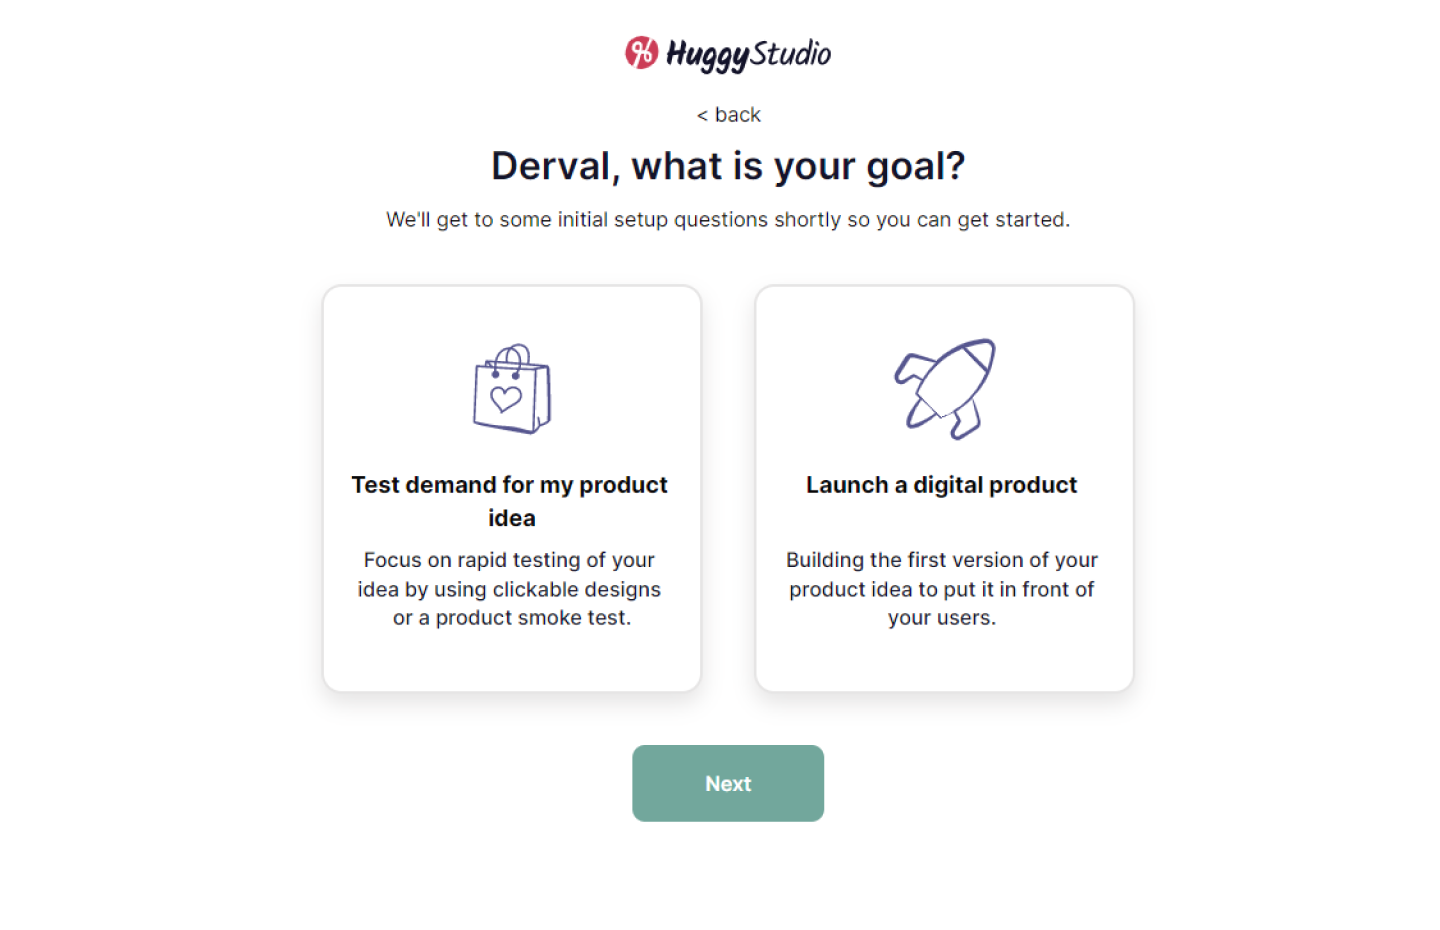 HuggyStudio
< back
Derval, what is your goal?
We'll get to some initial setup questions shortly so you can get started.
Test demand for my product
idea
Focus on rapid testing of your
idea by using clickable designs
or a product smoke test.
Launch a digital product
Building the first version of your
product idea to put it in front of
your users.
Next